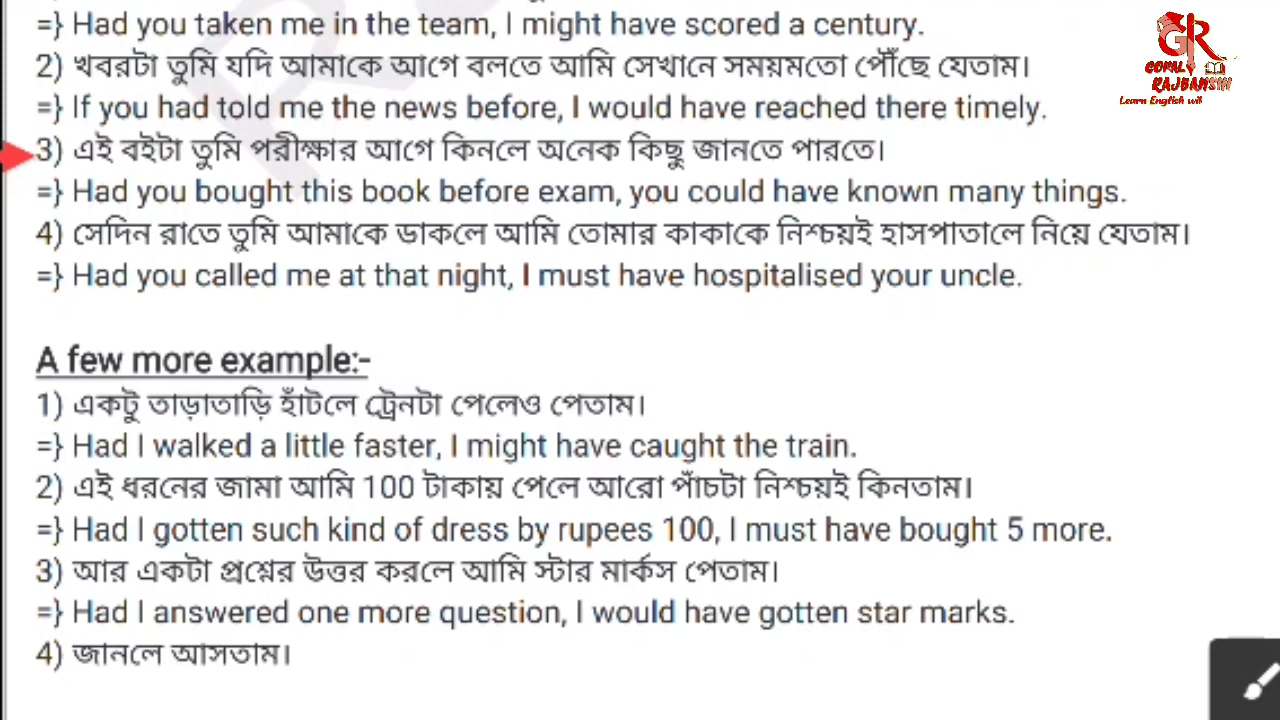 =} Had you taken me in the team, I might have scored a century.
2) খবরটা তুমি যদি আমাকে আগে বলতে আমি সেখানে সময়মতো পৌঁছে যেতাম।
=} If you had told me the news before, I would have reached there timely.
3) এই বইটা তুমি পরীক্ষার আগে কিনলে অনেক কিছু জানতে পারতে।
=} Had you bought this book before exam, you could have known many things.
4) সেদিন রাতে তুমি আমাকে ডাকলে আমি তোমার কাকাকে নিশ্চয়ই হাসপাতালে নিয়ে যেতাম।
=} Had you called me at that night, I must have hospitalised your uncle.
A few more example:-
1) একটু তাড়াতাড়ি হাঁটলে ট্রেনটা পেলেও পেতাম।
=} Had I walked a little faster, I might have caught the train.
2) এই ধরনের জামা আমি 100 টাকায় পেলে আরো পাঁচটা নিশ্চয়ই কিনতাম।
=} Had I gotten such kind of dress by rupees 100, I must have bought 5 more.
3) আর একটা প্রশ্নের উত্তর করলে আমি স্টার মার্কস পেতাম।
=} Had I answered one more question, I would have gotten star marks.
4) জানলে আসতাম।
GR
GOPAL
RAJBANSHI
Learn English wit